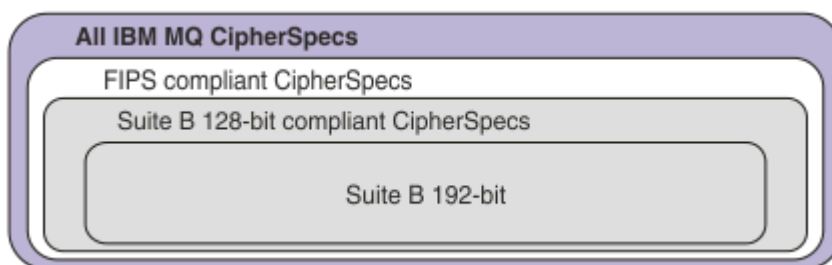 All IBM MQ CipherSpecs
FIPS compliant CipherSpecs
Suite B 128-bit compliant CipherSpecs
Suite B 192-bit